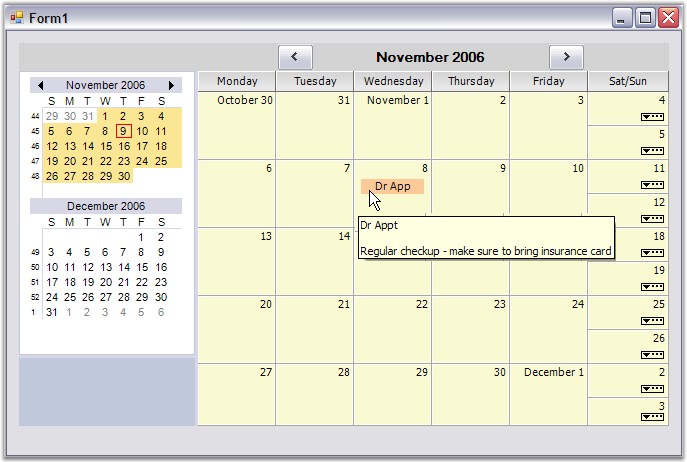 Form1
November 2006
November 2006
S M T W T F S
44 29 30 31 1 2 3 4
45 5 6 7 8 9 10 11
46 12 13 14 15 16 17 18
47 19 20 21 22 23 24 25
48 26 27 28 29 30
December 2006
S M T W T F S
1 2
49 3 4 5 6 7 8 9
50 10 11 12 13 14 15 16
51 17 18 19 20 21 22 23
52 24 25 26 27 28 29 30
1 31 1 2 3 4 5 6
Monday Tuesday Wednesday Thursday Friday Sat/Sun
October 30 31 November 1 2 3 4
5
6 7 8 9 10 11
Dr App
12
Dr Appt
Regular checkup - make sure to bring insurance card
13 14 18
19
20 21 22 23 24 25
26
27 28 29 30 December 1 2
3